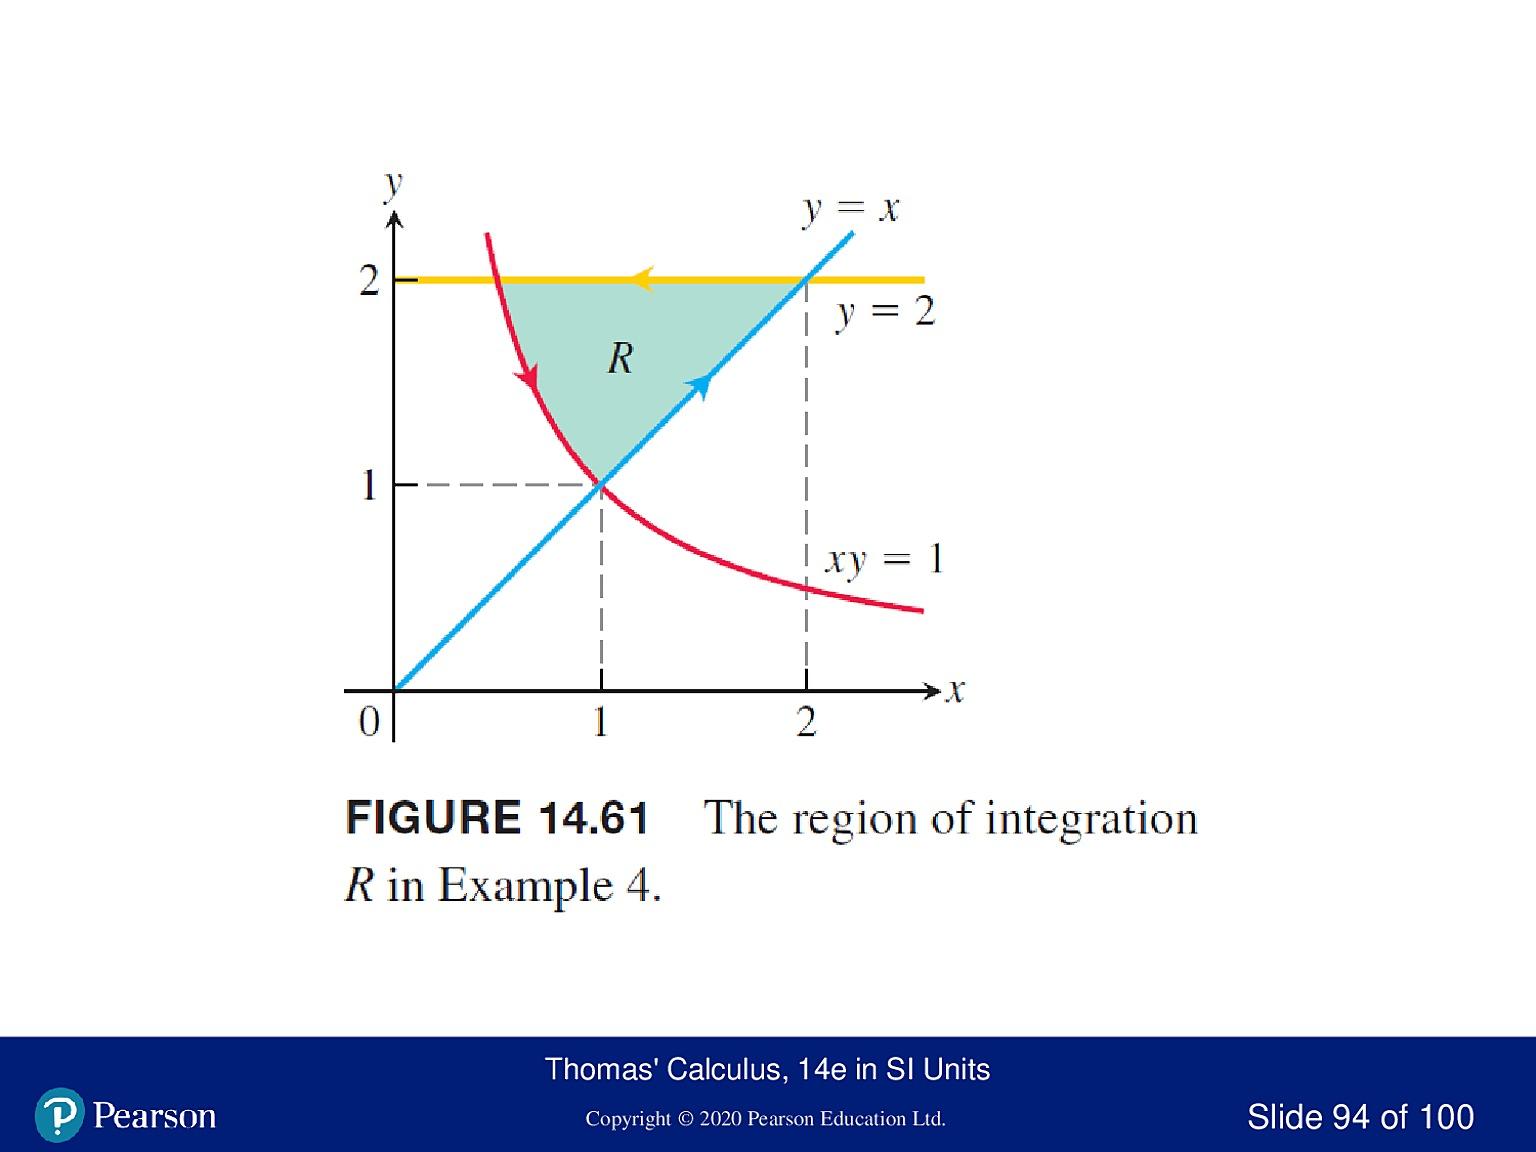 y
y = x
2
y = 2
R
1
xy = 1
x
0
1
2
FIGURE 14.61 The region of integration
R in Example 4.
Thomas' Calculus, 14e in SI Units
Pearson
Copyright © 2020 Pearson Education Ltd.
Slide 94 of 100